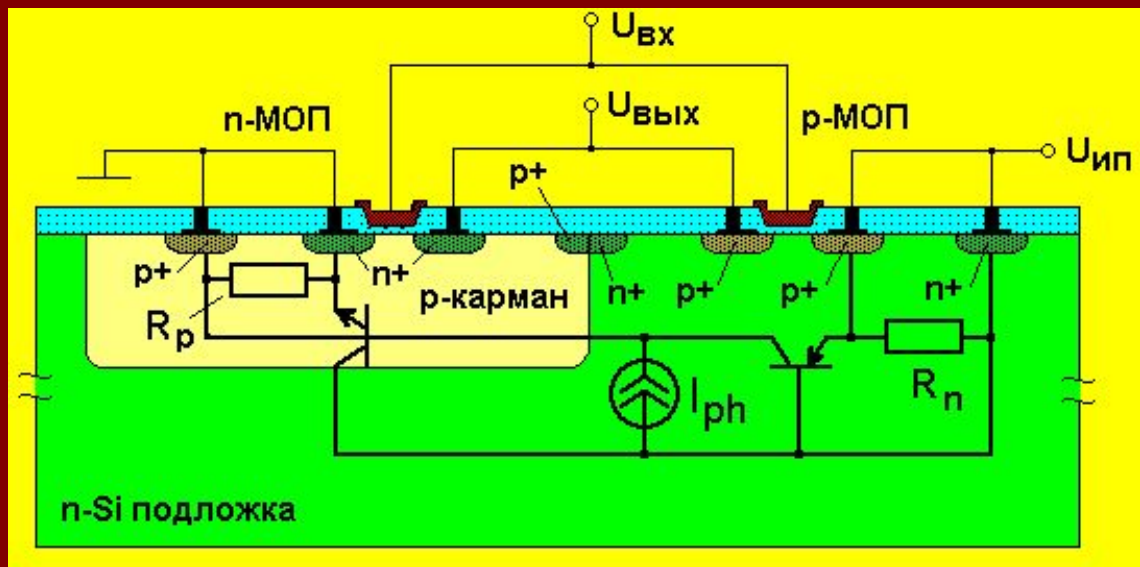 Uвх
Uвых
n-МОП
p-МОП
Uип
p+
p+
n+
p-карман
n+
p+
p+
n+
Rp
Iph
Rn
n-Si подложка